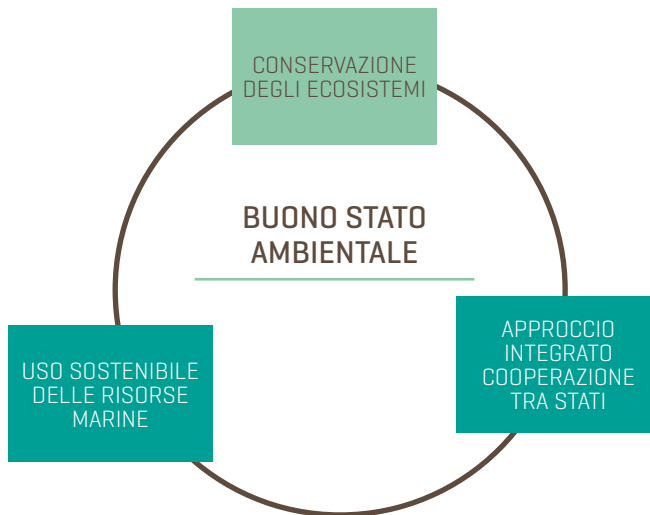 CONSERVAZIONE
DEGLI ECOSISTEMI
BUONO STATO
AMBIENTALE
USO SOSTENIBILE
DELLE RISORSE
MARINE
APPROCCIO
INTEGRATO
COOPERAZIONE
TRA STATI